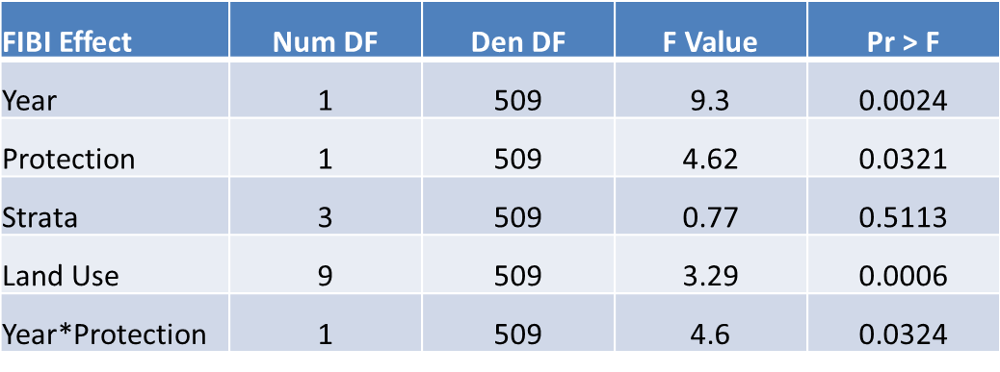 FIBI Effect Num DF Den DF F Value Pr > F
Year 1 509 9.3 0.0024
Protection 1 509 4.62 0.0321
Strata 3 509 0.77 0.5113
Land Use 9 509 3.29 0.0006
Year*Protection 1 509 4.6 0.0324